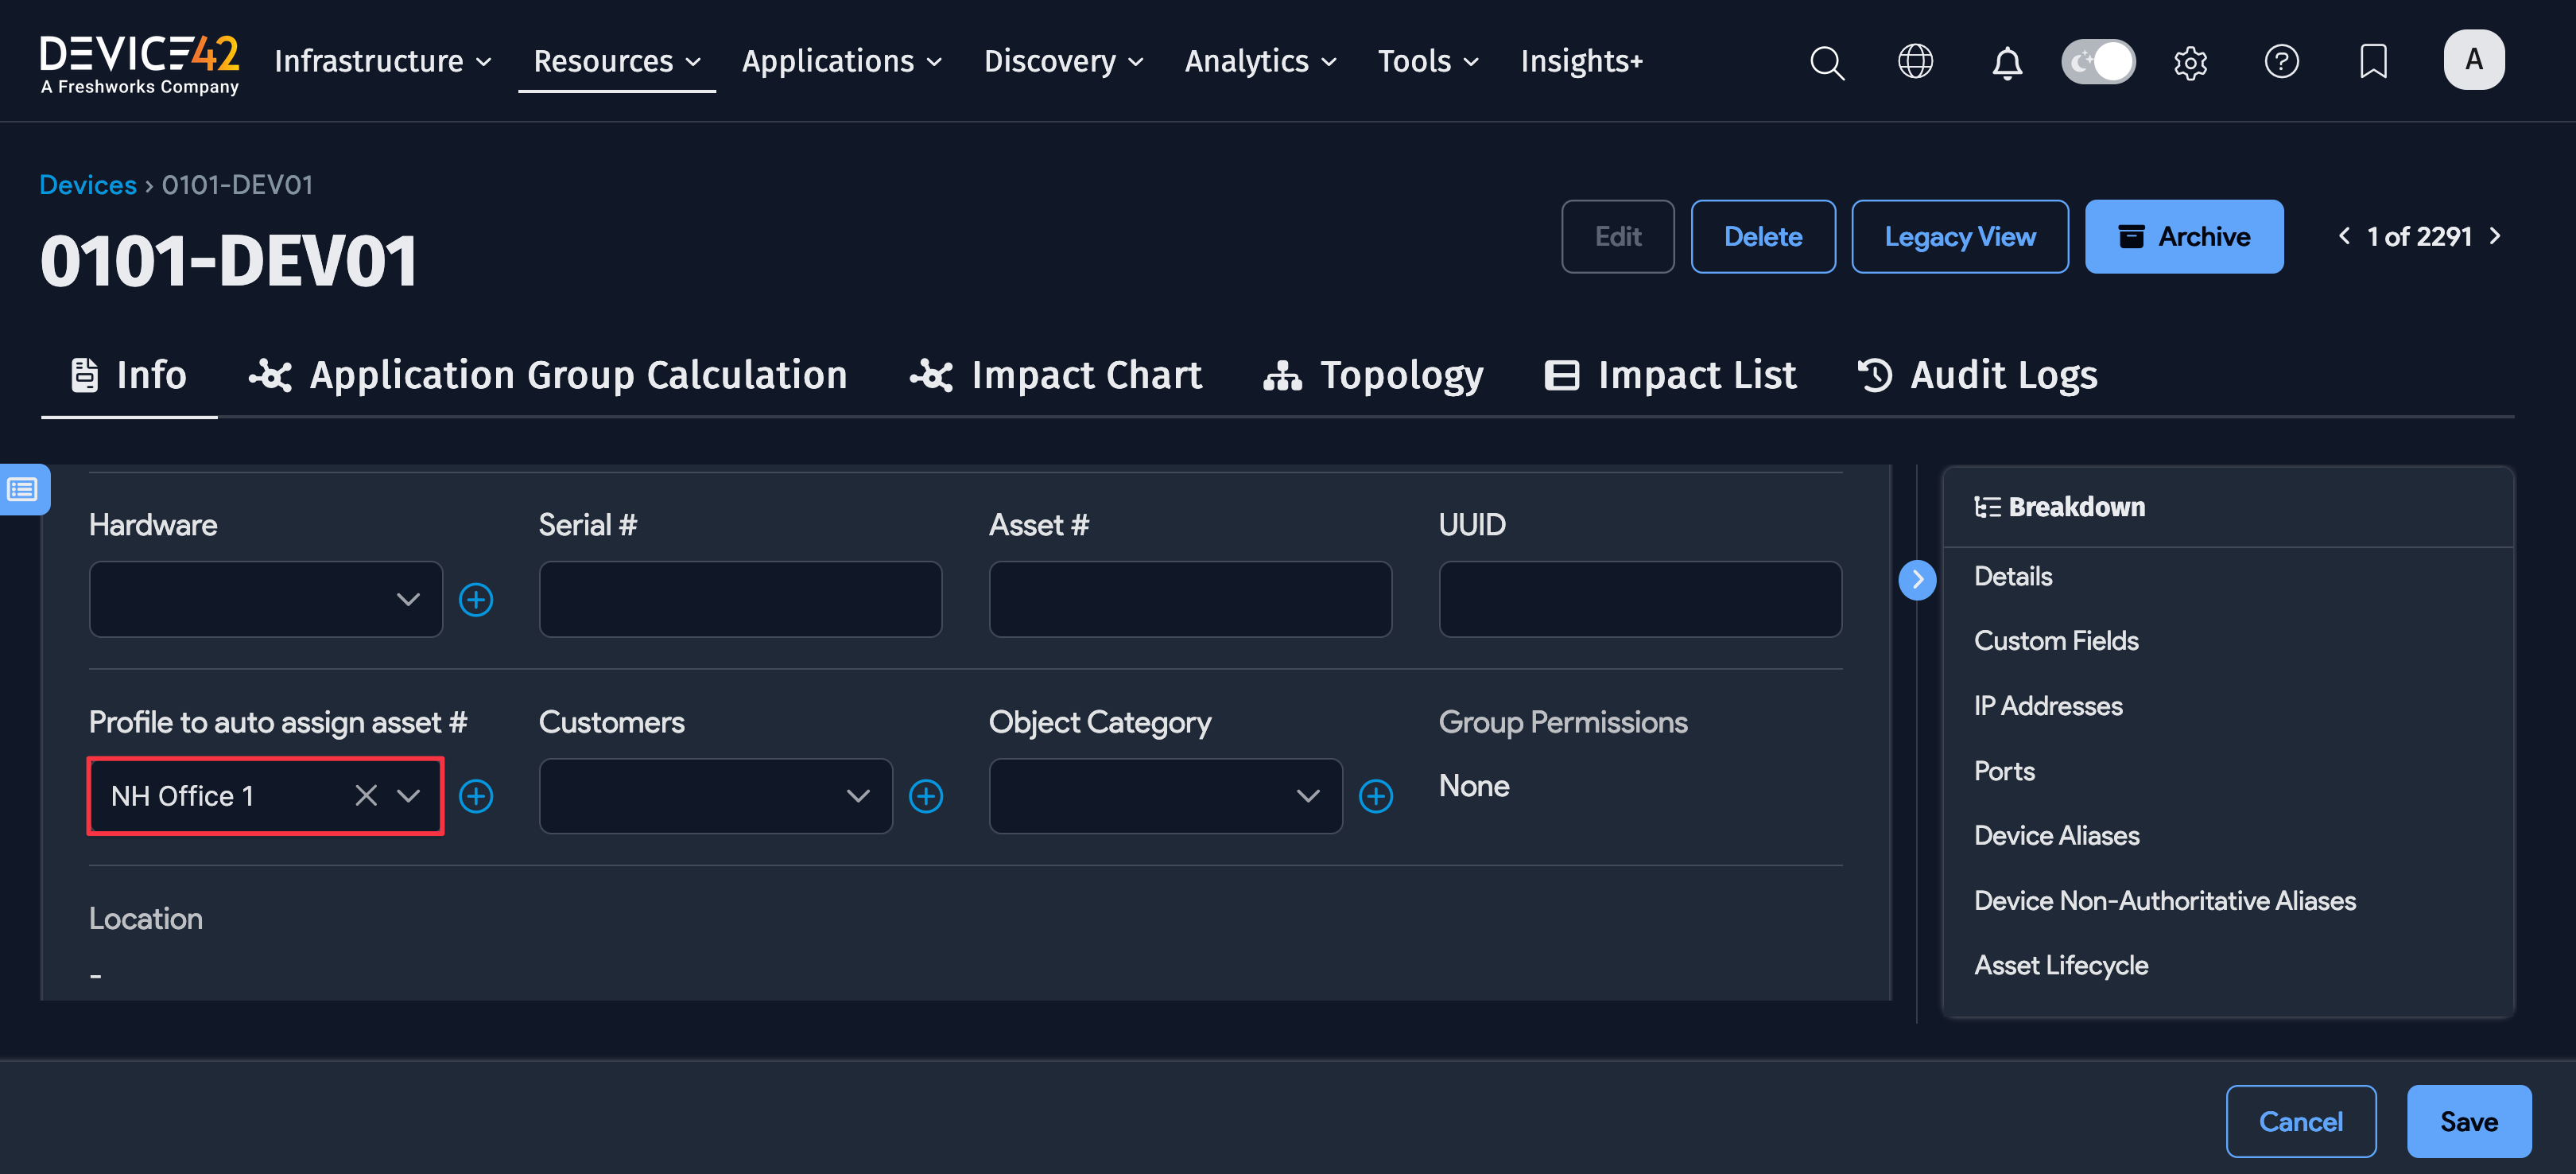 DEVICE42
A Freshworks Company
Infrastructure
Resources
Applications
Discovery
Analytics
Tools
Insights+
A
Devices › 0101-DEV01
0101-DEV01
Edit
Delete
Legacy View
Archive
1 of 2291
Info
Application Group Calculation
Impact Chart
Topology
Impact List
Audit Logs
Hardware
Serial #
Asset #
UUID
Profile to auto assign asset #
Customers
Object Category
Group Permissions
NH Office 1
None
Location
-
Breakdown
Details
Custom Fields
IP Addresses
Ports
Device Aliases
Device Non-Authoritative Aliases
Asset Lifecycle
Cancel
Save